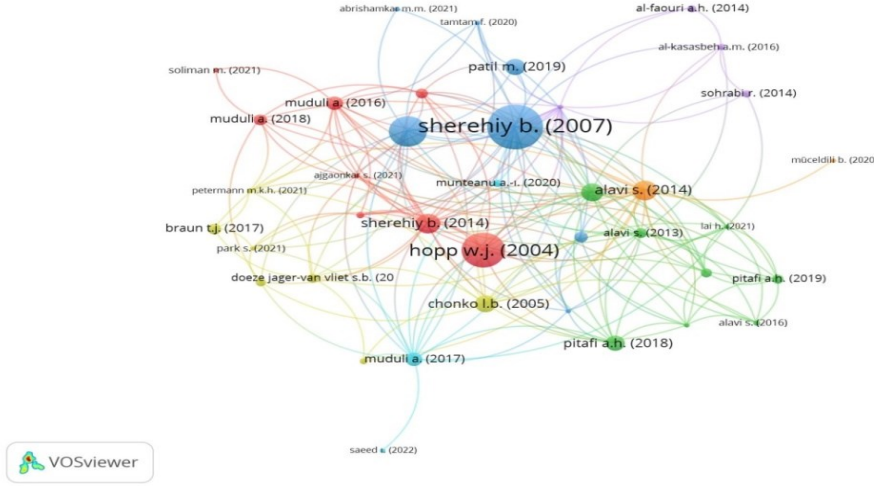 abrishamkar m.m. (2021)
al-faouri a.h. (2014)
tamtam f. (2020)
al-kasasbeh a.m. (2016)
patil m. (2019)
soliman m. (2021)
sohrabi r. (2014)
muduli a. (2016)
muduli a. (2018)
sherehiy b. (2007)
müceldili b. (2020
ajgaonkar s. (2021)
munteanu a.-i. (2020)
petermann m.k.h. (2021)
alavi s. (2014)
braun t.j. (2017)
sherehiy b. (2014)
lai h. (2021)
alavi s. (2013)
park s. (2021)
hopp w.j. (2004)
doeze jager-van vliet s.b. (20
pitafi a.h. (2019)
chonko l.b. (2005)
alavi s. (2016)
pitafi a.h. (2018)
muduli a. (2017)
saeed (2022)
VOSviewer